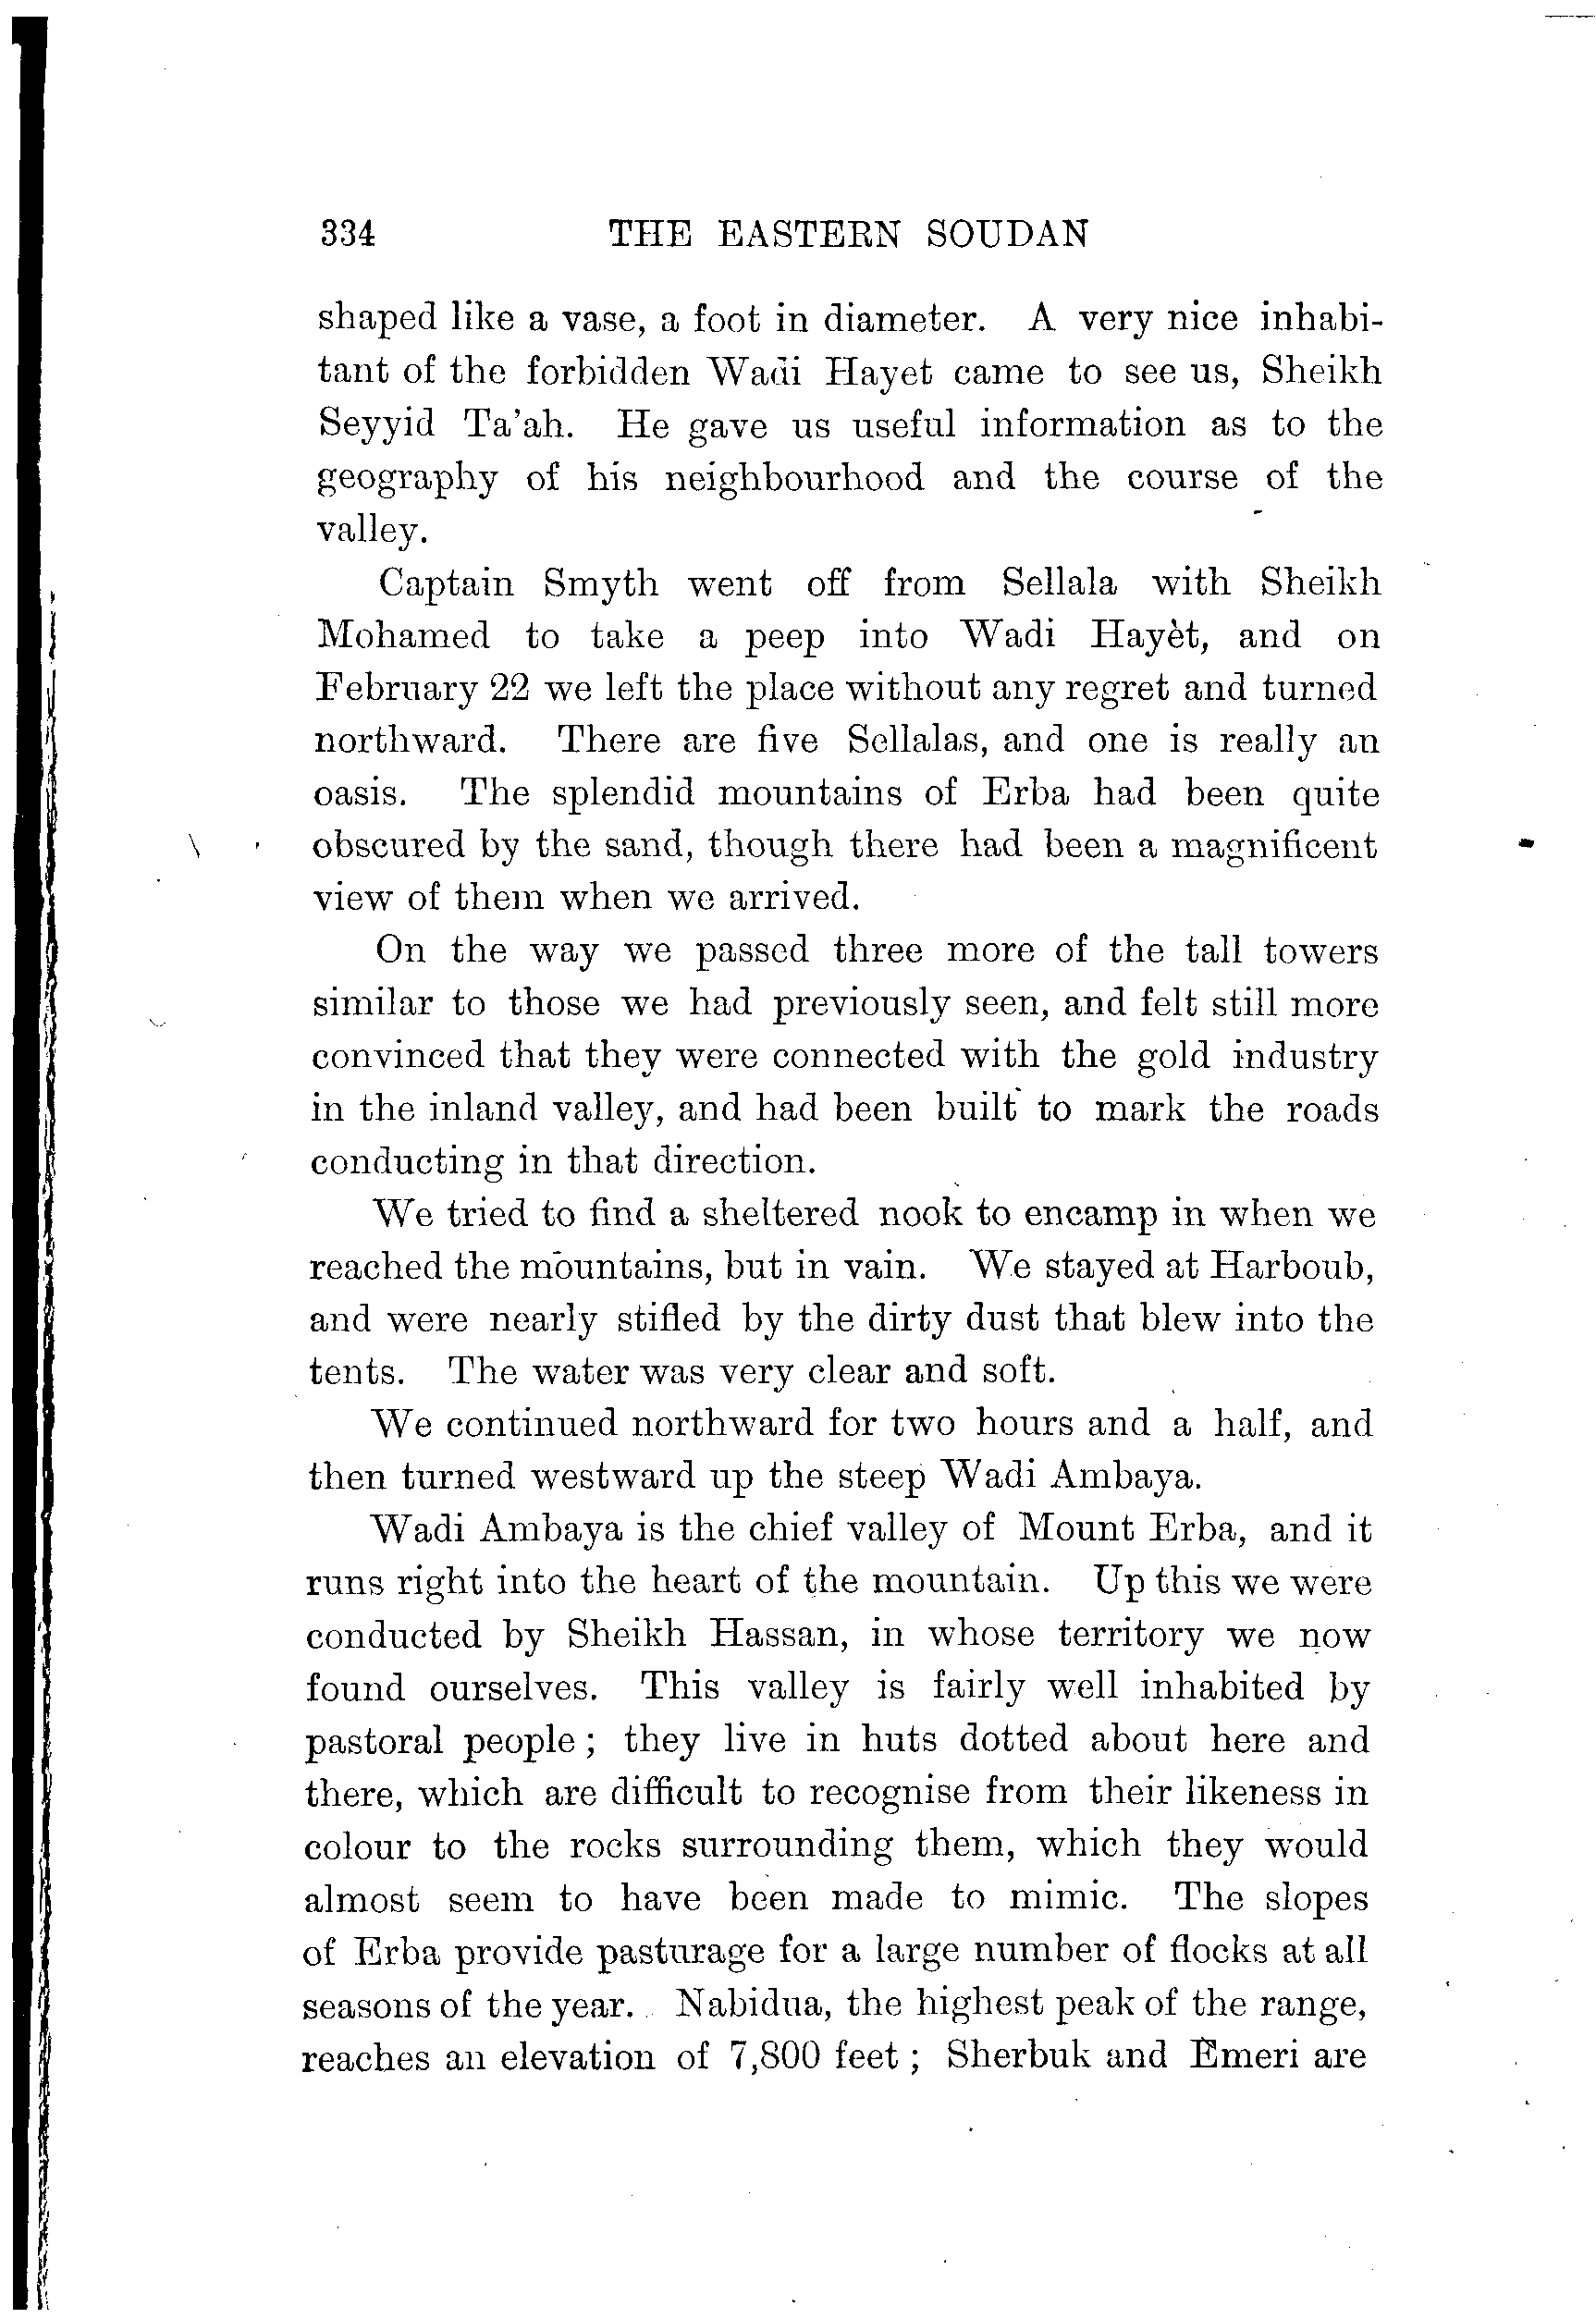 334 THE EASTERN SOUDAN
shaped like a vase, a foot in diameter. A very nice inhabi-
tant of the forbidden Wadi Hayet came to see us, Sheikh
Seyyid Ta'ah. He gave us useful information as to the
geography of his neighbourhood and the course of the
valley.
Captain Smyth went off from Sellala with Sheikh
Mohamed to take a peep into Wadi Hayèt, and on
February 22 we left the place without any regret and turned
northward. There are five Sellalas, and one is really an
oasis. The splendid mountains of Erba had been quite
obscured by the sand, though there had been a magnificent
view of them when we arrived.
On the way we passed three more of the tall towers
similar to those we had previously seen, and felt still more
convinced that they were connected with the gold industry
in the inland valley, and had been built to mark the roads
conducting in that direction.
We tried to find a sheltered nook to encamp in when we
reached the mountains, but in vain. We stayed at Harboub,
and were nearly stifled by the dirty dust that blew into the
tents. The water was very clear and soft.
We continued northward for two hours and a half, and
then turned westward up the steep Wadi Ambaya.
Wadi Ambaya is the chief valley of Mount Erba, and it
runs right into the heart of the mountain. Up this we were
conducted by Sheikh Hassan, in whose territory we now
found ourselves. This valley is fairly well inhabited by
pastoral people ; they live in huts dotted about here and
there, which are difficult to recognise from their likeness in
colour to the rocks surrounding them, which they would
almost seem to have been made to mimic. The slopes
of Erba provide pasturage for a large number of flocks at all
seasons of the year. Nabidua, the highest peak of the range,
reaches an elevation of 7,800 feet ; Sherbuk and Emeri are